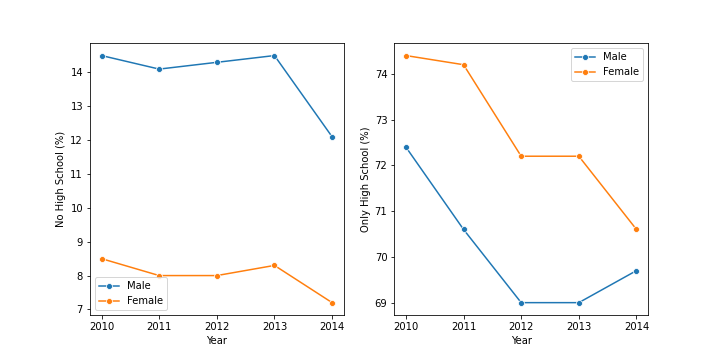 No High School (%)
14
13
12
11
10
9
8
7
Male
Female
2010 2011 2012 2013 2014
Year
Only High School (%)
74
73
72
71
70
69
Male
Female
2010 2011 2012 2013 2014
Year